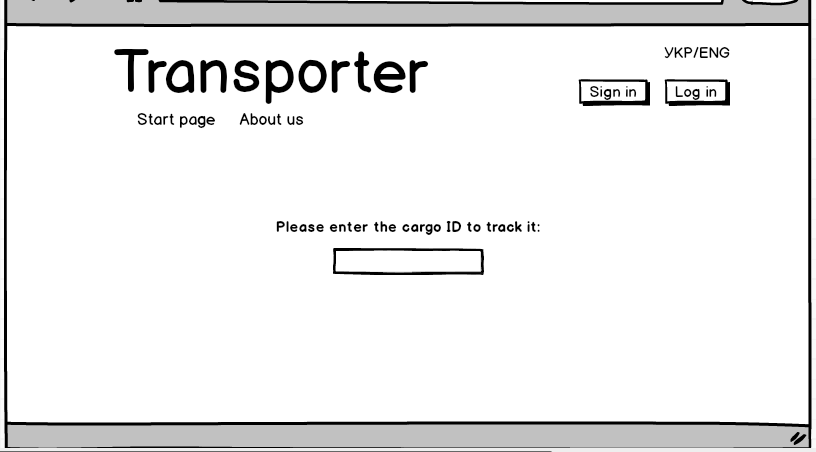 Transporter
УКР/ENG
Sign in
Log in
Start page
About us
Please enter the cargo ID to track it: